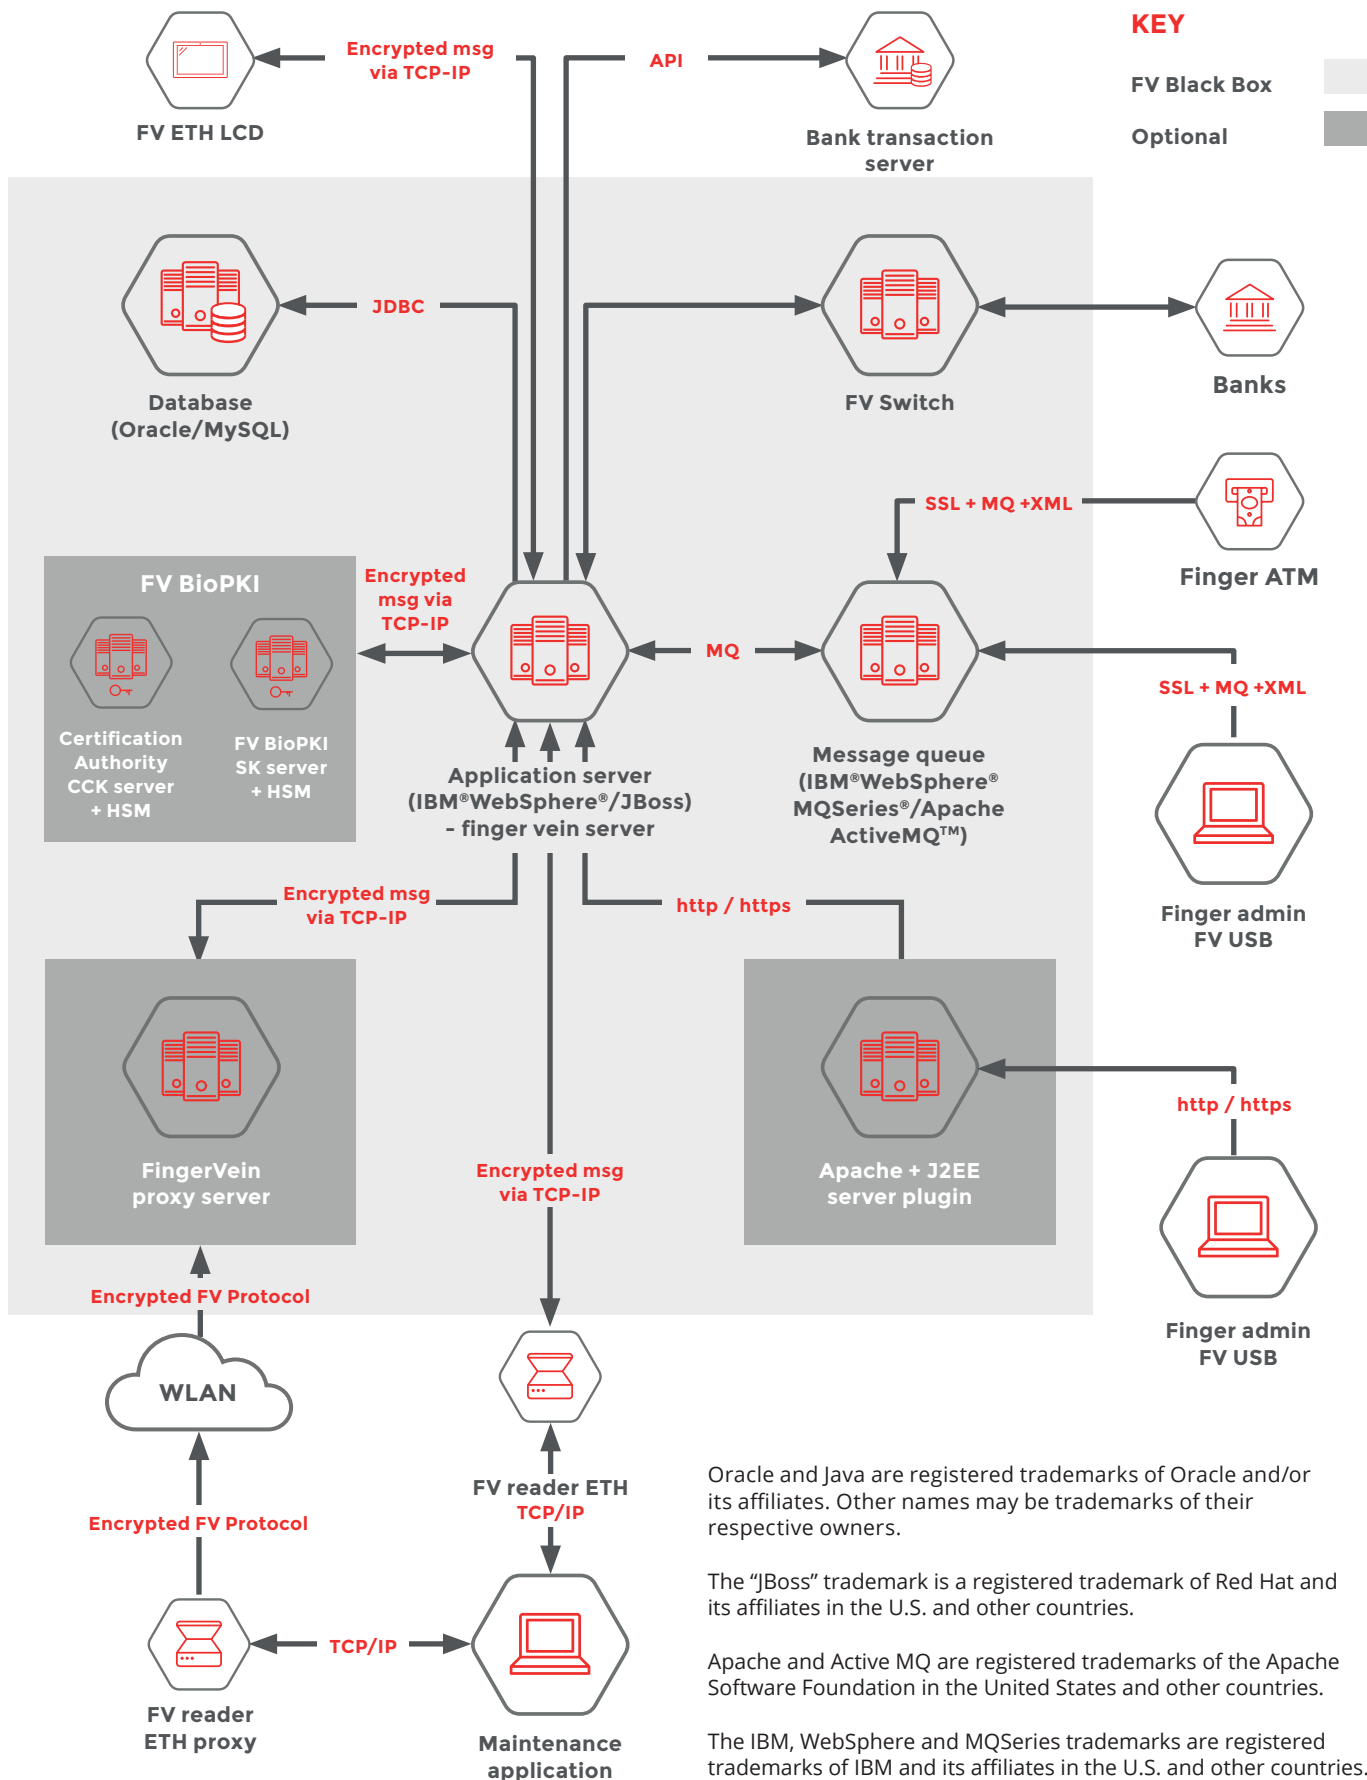 KEY
FV Black Box
Optional
Encrypted msg
via TCP-IP
API
FV ETH LCD
Bank transaction
server
JDBC
Database
(Oracle/MySQL)
FV Switch
Banks
SSL + MQ +XML
Finger ATM
FV BioPKI
Encrypted
msg via
TCP-IP
MQ
SSL + MQ +XML
Certification
Authority
CCK server
+ HSM
FV BioPKI
SK server
+ HSM
Application server
(IBM®WebSphere®/JBoss)
- finger vein server
Message queue
(IBM®WebSphere®
MQSeries®/Apache
ActiveMQ™)
Encrypted msg
via TCP-IP
http / https
Finger admin
FV USB
FingerVein
proxy server
Encrypted msg
via TCP-IP
Apache + J2EE
server plugin
http / https
Encrypted FV Protocol
Finger admin
FV USB
WLAN
FV reader ETH
TCP/IP
Encrypted FV Protocol
TCP/IP
FV reader
ETH proxy
Maintenance
application
Oracle and Java are registered trademarks of Oracle and/or
its affiliates. Other names may be trademarks of their
respective owners.
The “JBoss” trademark is a registered trademark of Red Hat and
its affiliates in the U.S. and other countries.
Apache and Active MQ are registered trademarks of the Apache
Software Foundation in the United States and other countries.
The IBM, WebSphere and MQSeries trademarks are registered
trademarks of IBM and its affiliates in the U.S. and other countries.